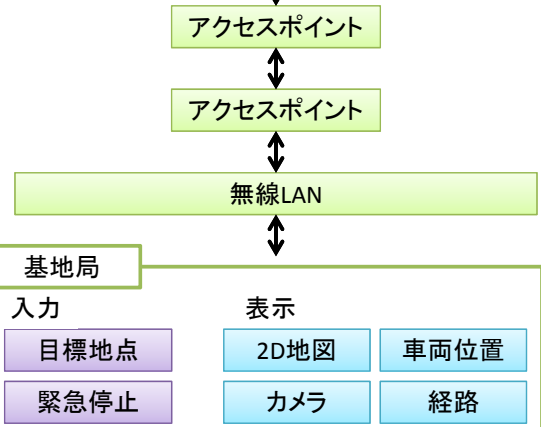 アクセスポイント
アクセスポイント
無線LAN
基地局
入力 表示
目標地点 2D地図 車両位置
緊急停止 カメラ 経路